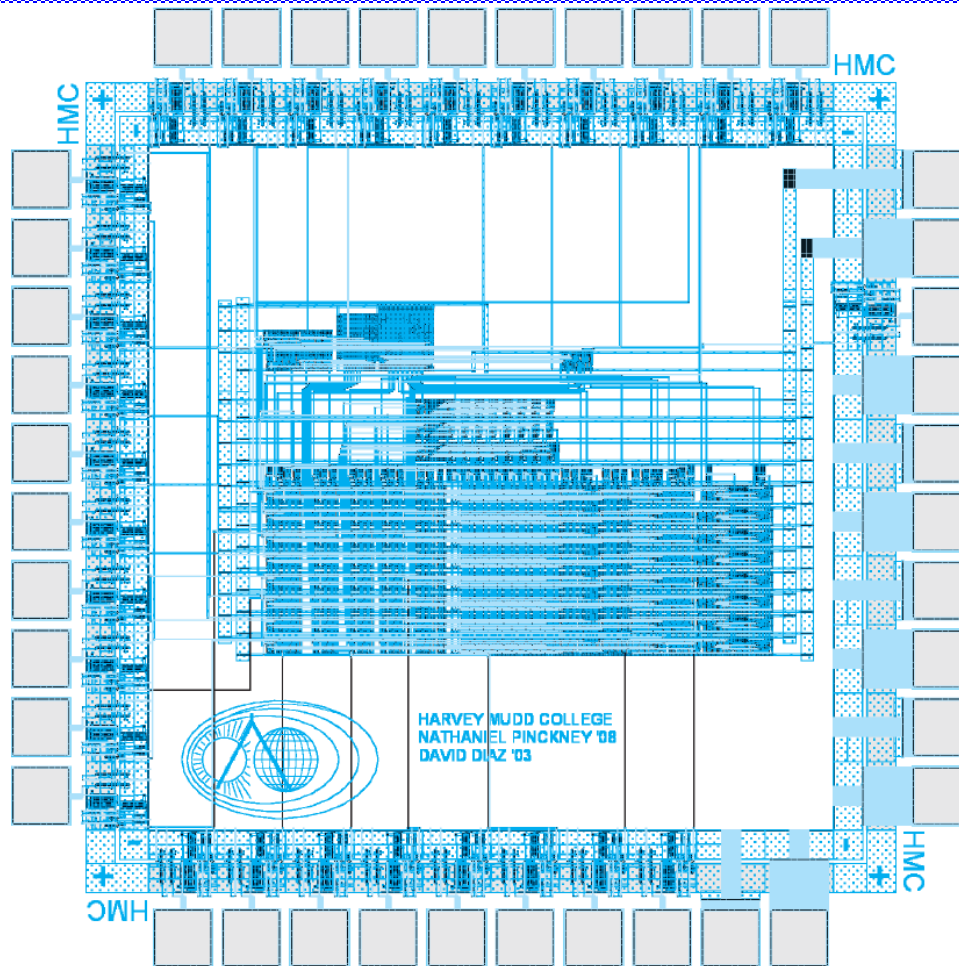 HMC
HMC
HARVEY MUDD COLLEGE
NATHANIEL PINCKNEY '08
DAVID DIAZ '03
HMC
HMC